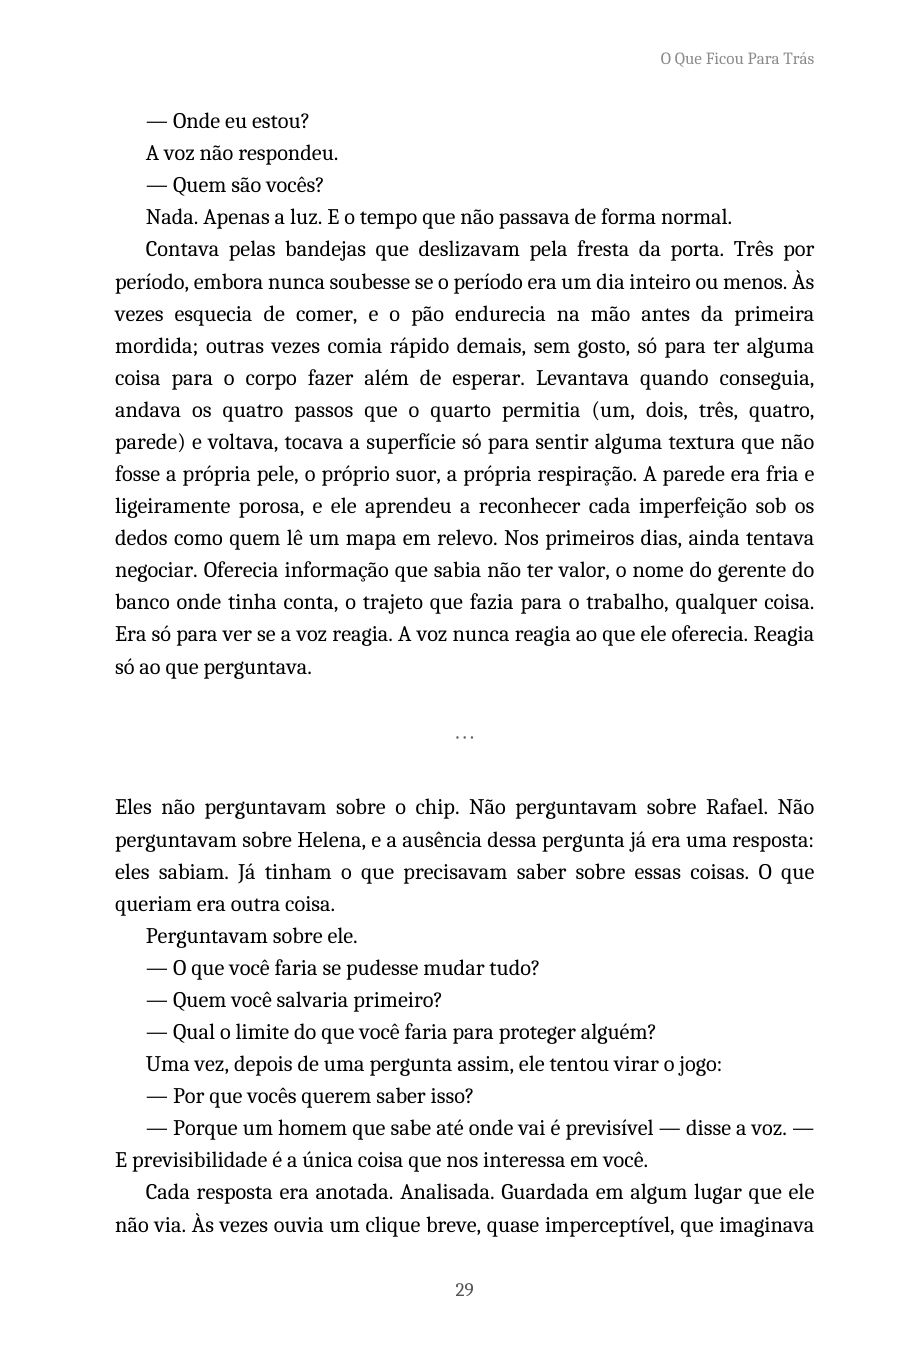 O Que Ficou Para Trás
— Onde eu estou?
A voz não respondeu.
— Quem são vocês?
Nada. Apenas a luz. E o tempo que não passava de forma normal.
Contava pelas bandejas que deslizavam pela fresta da porta. Três por
período, embora nunca soubesse se o período era um dia inteiro ou menos. Às
vezes esquecia de comer, e o pão endurecia na mão antes da primeira
mordida; outras vezes comia rápido demais, sem gosto, só para ter alguma
coisa para o corpo fazer além de esperar. Levantava quando conseguia,
andava os quatro passos que o quarto permitia (um, dois, três, quatro,
parede) e voltava, tocava a superfície só para sentir alguma textura que não
fosse a própria pele, o próprio suor, a própria respiração. A parede era fria e
ligeiramente porosa, e ele aprendeu a reconhecer cada imperfeição sob os
dedos como quem lê um mapa em relevo. Nos primeiros dias, ainda tentava
negociar. Oferecia informação que sabia não ter valor, o nome do gerente do
banco onde tinha conta, o trajeto que fazia para o trabalho, qualquer coisa.
Era só para ver se a voz reagia. A voz nunca reagia ao que ele oferecia. Reagia
só ao que perguntava.
...
Eles não perguntavam sobre o chip. Não perguntavam sobre Rafael. Não
perguntavam sobre Helena, e a ausência dessa pergunta já era uma resposta:
eles sabiam. Já tinham o que precisavam saber sobre essas coisas. O que
queriam era outra coisa.
Perguntavam sobre ele.
— O que você faria se pudesse mudar tudo?
— Quem você salvaria primeiro?
— Qual o limite do que você faria para proteger alguém?
Uma vez, depois de uma pergunta assim, ele tentou virar o jogo:
— Por que vocês querem saber isso?
— Porque um homem que sabe até onde vai é previsível — disse a voz. —
E previsibilidade é a única coisa que nos interessa em você.
Cada resposta era anotada. Analisada. Guardada em algum lugar que ele
não via. Às vezes ouvia um clique breve, quase imperceptível, que imaginava
29